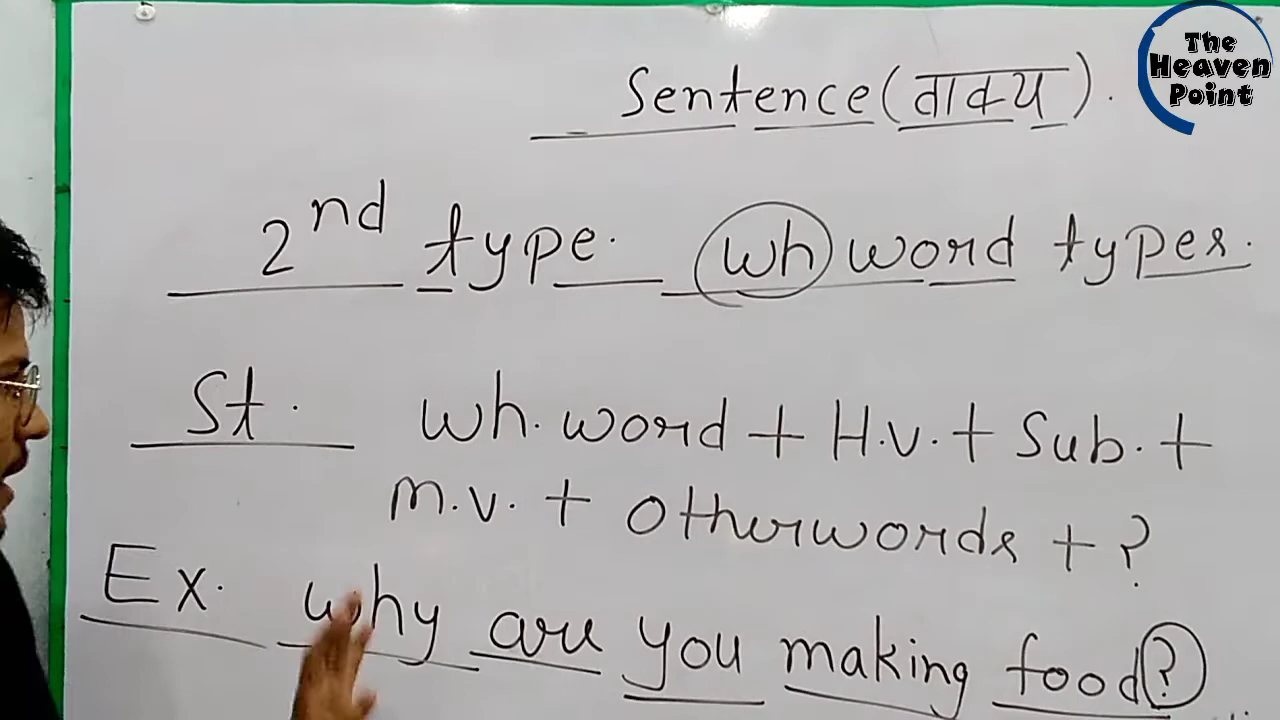 The
Heaven
Point
Sentence (वाक्य).
2nd type. wh word types.
St. Wh. word + H.V. + Sub. +
m.v. + otherwords + ?
Ex. why are you making food?